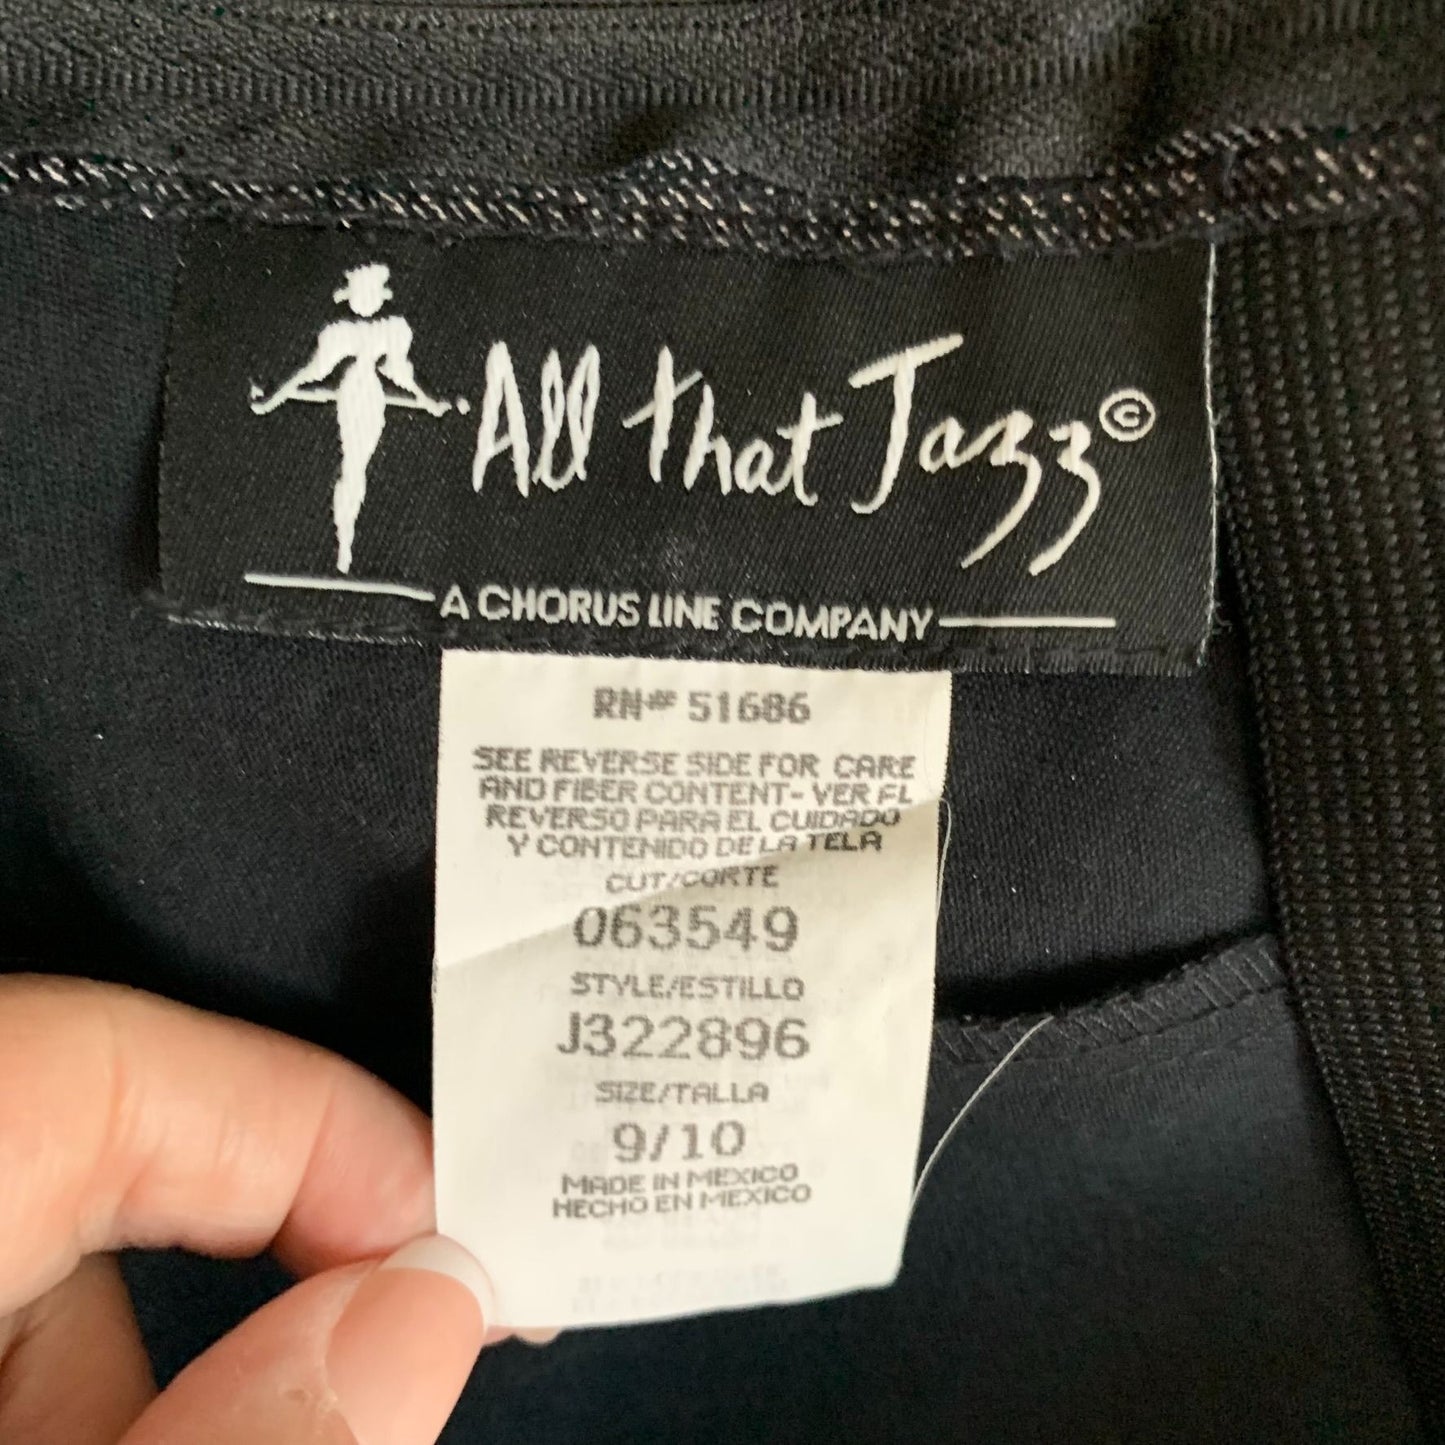 All that Jazz©
A CHORUS LINE COMPANY
RN# 51686
SEE REVERSE SIDE FOR CARE
AND FIBER CONTENT- VER FL
REVERSO PARA EL CUIDADO
Y CONTENIDO DE LA TELA
CUT/CORTE
063549
STYLE/ESTILLO
J322896
SIZE/TALLA
9/10
MADE IN MEXICO
HECHO EN MEXICO